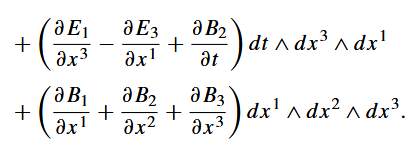 + (∂E₁/∂x³ − ∂E₃/∂x¹ + ∂B₂/∂t) dt ∧ dx³ ∧ dx¹
+ (∂B₁/∂x¹ + ∂B₂/∂x² + ∂B₃/∂x³) dx¹ ∧ dx² ∧ dx³.